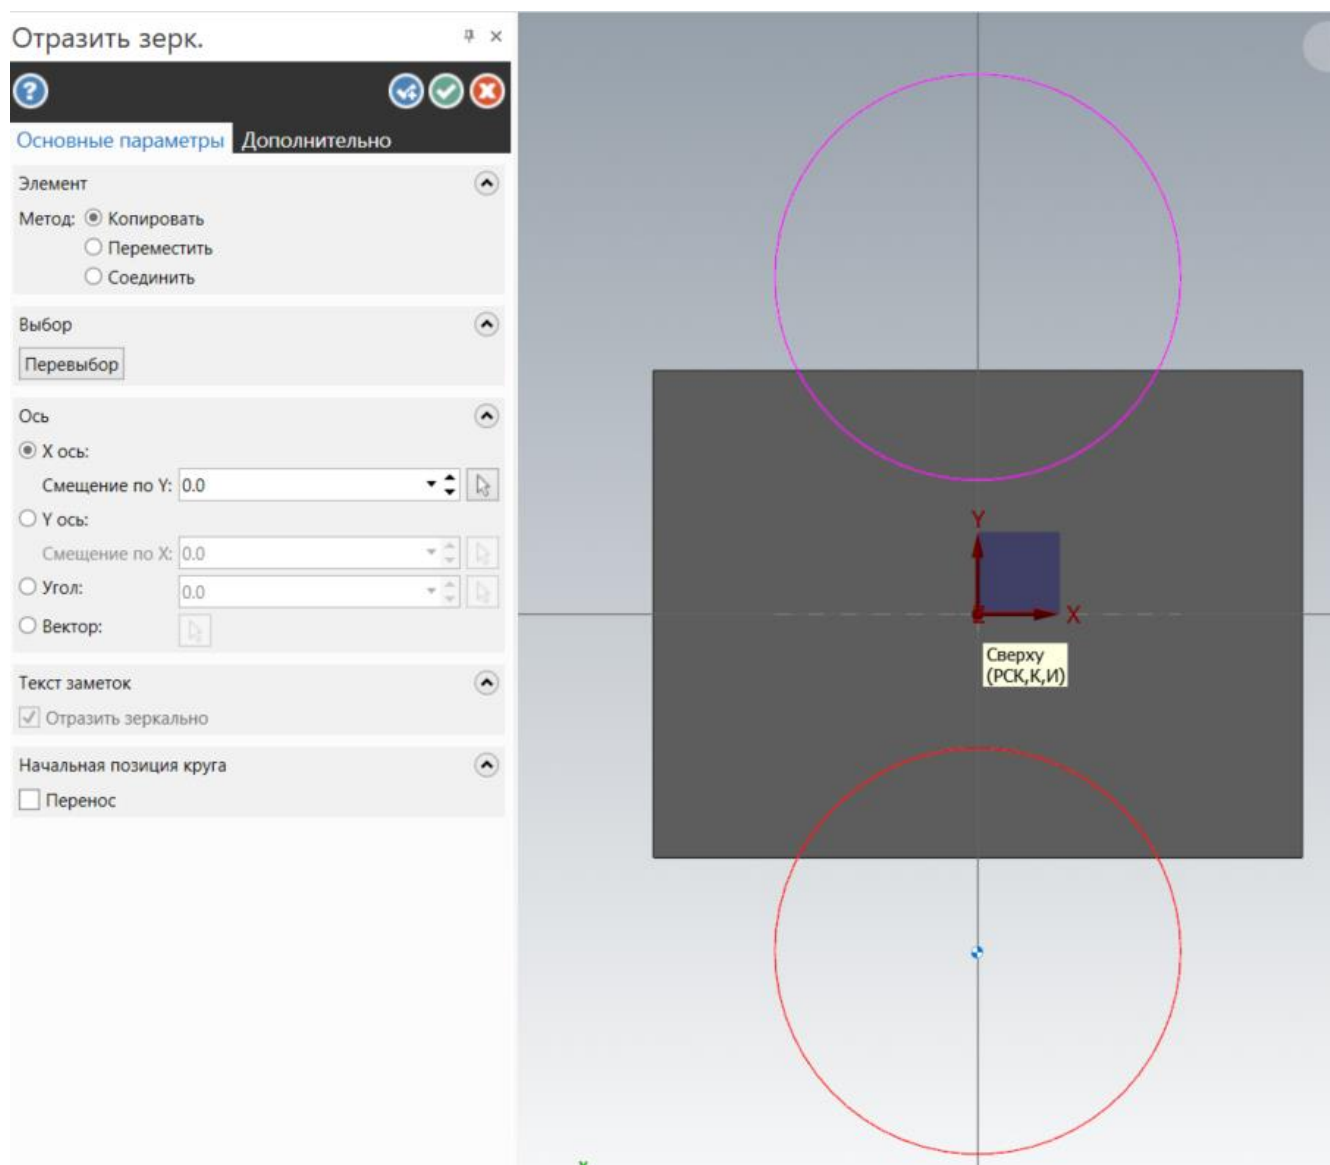 Отразить зерк.
Основные параметры Дополнительно
Элемент
Метод: Копировать
Переместить
Соединить
Выбор
Перевыбор
Ось
X ось:
Смещение по Y: 0.0
Y ось:
Смещение по X: 0.0
Угол: 0.0
Вектор:
Текст заметок
Отразить зеркально
Начальная позиция круга
Перенос
Y
Z X
Сверху
(РСК,К,И)